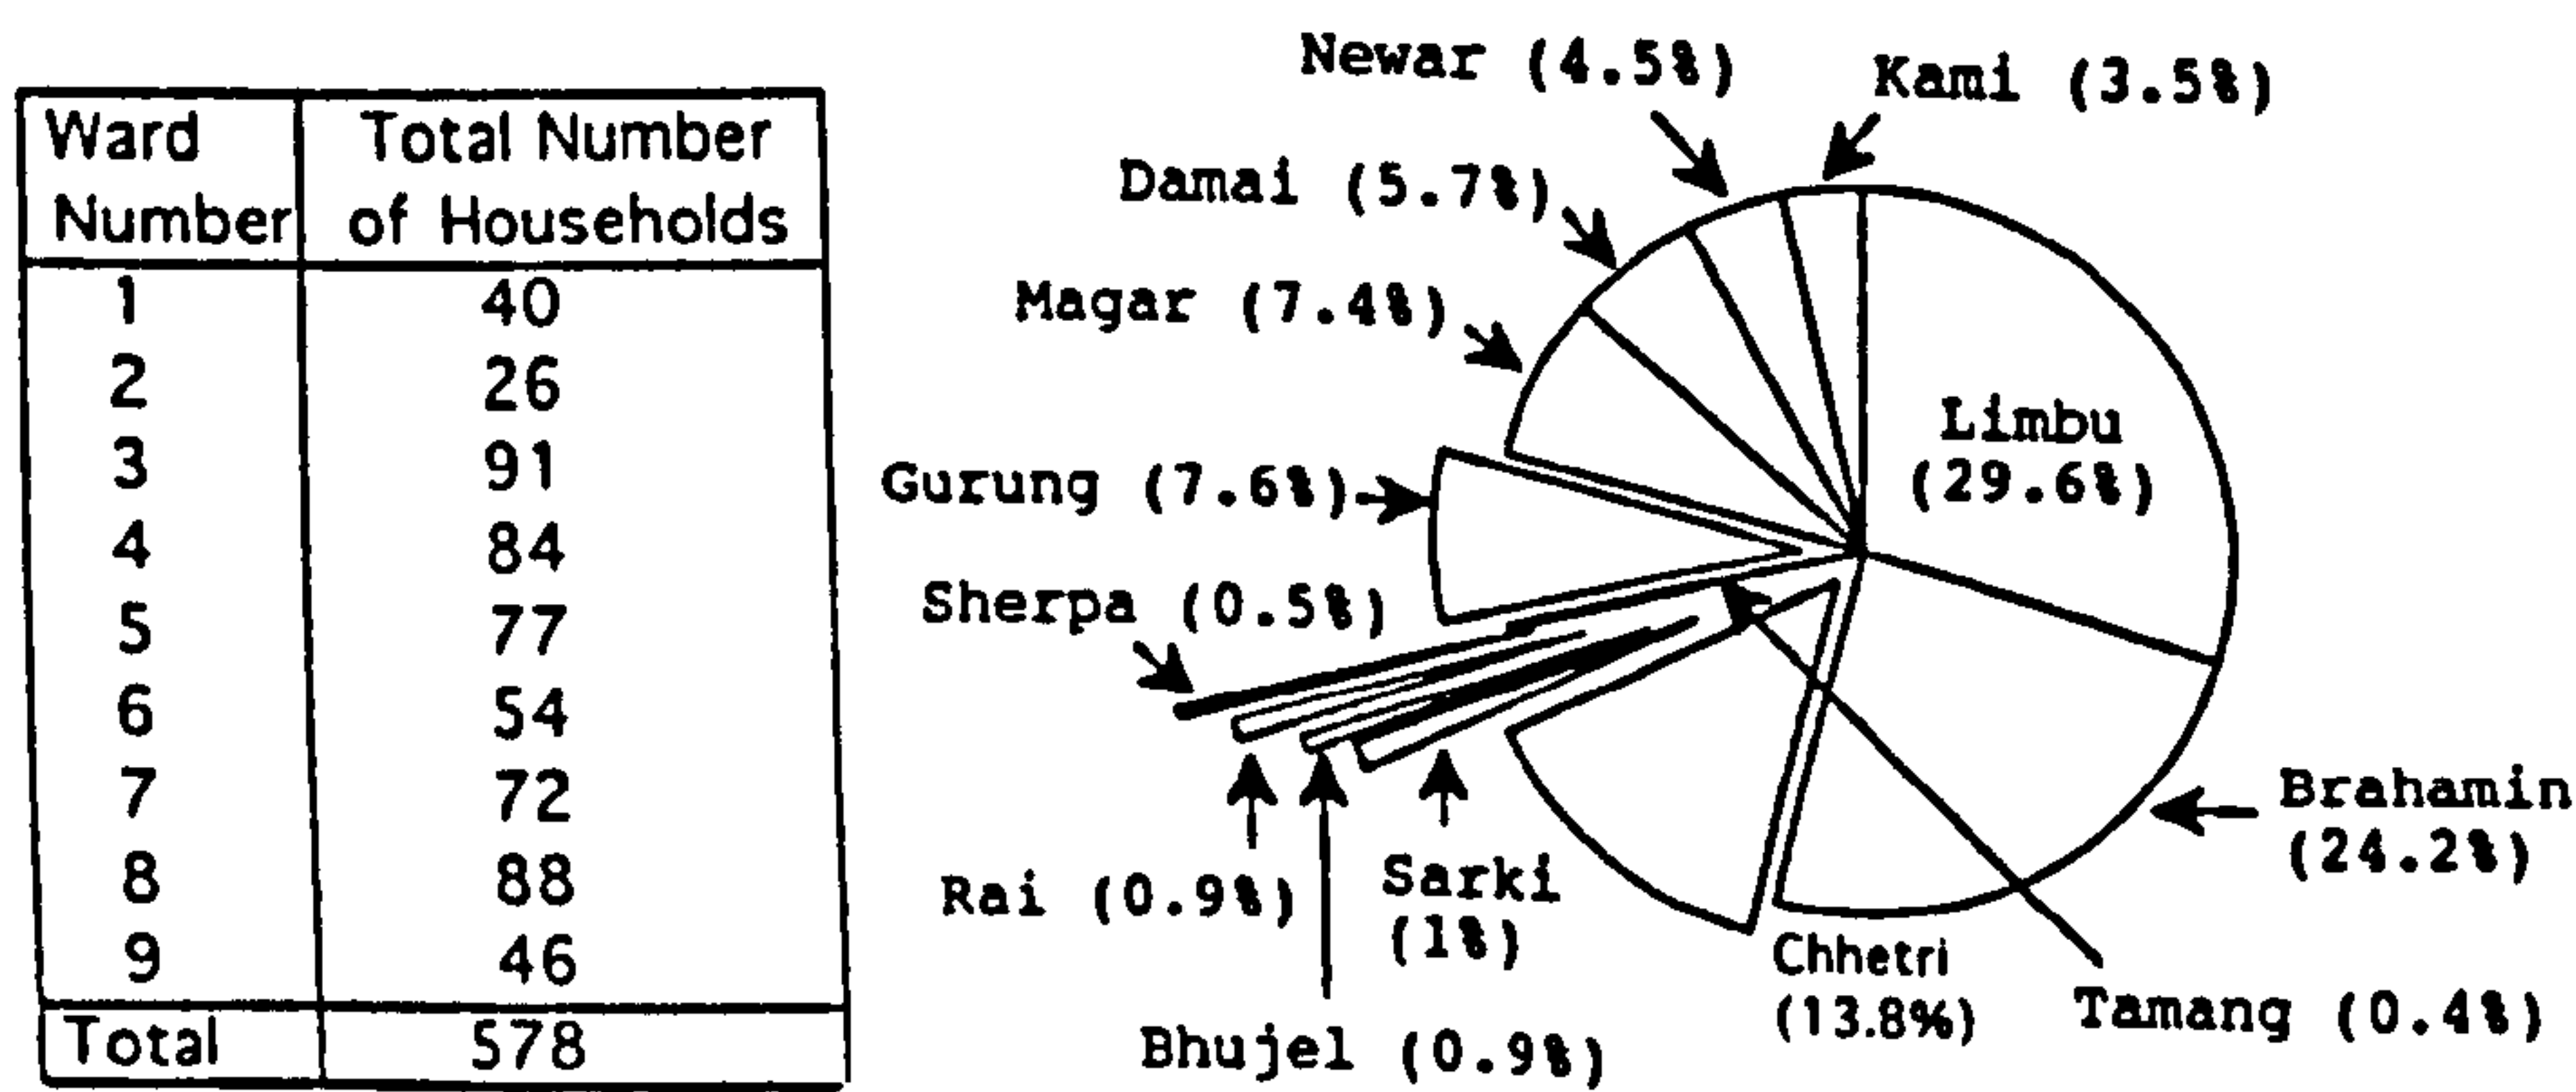 Ward Total Number
Number of Households
1 40
2 26
3 91
4 84
5 77
6 54
7 72
8 88
9 46
Total 578
Newar (4.5%)
Kami (3.5%)
Damai (5.7%)
Magar (7.4%)
Limbu
(29.6%)
Gurung (7.6%)
Sherpa (0.5%)
Brahamin
(24.2%)
Rai (0.9%)
Sarki
(1%)
Chhetri
(13.8%)
Tamang (0.4%)
Bhujel (0.9%)